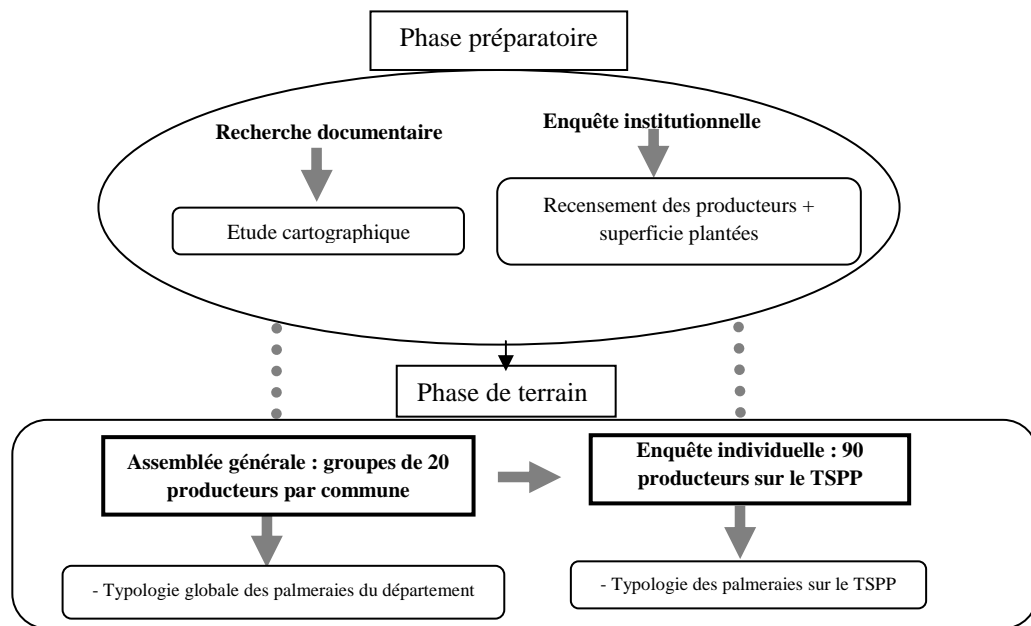 Phase préparatoire
Recherche documentaire
Enquête institutionnelle
Etude cartographique
Recensement des producteurs +
superficie plantées
Phase de terrain
Assemblée générale : groupes de 20
producteurs par commune
Enquête individuelle : 90
producteurs sur le TSPP
- Typologie globale des palmeraies du département
- Typologie des palmeraies sur le TSPP